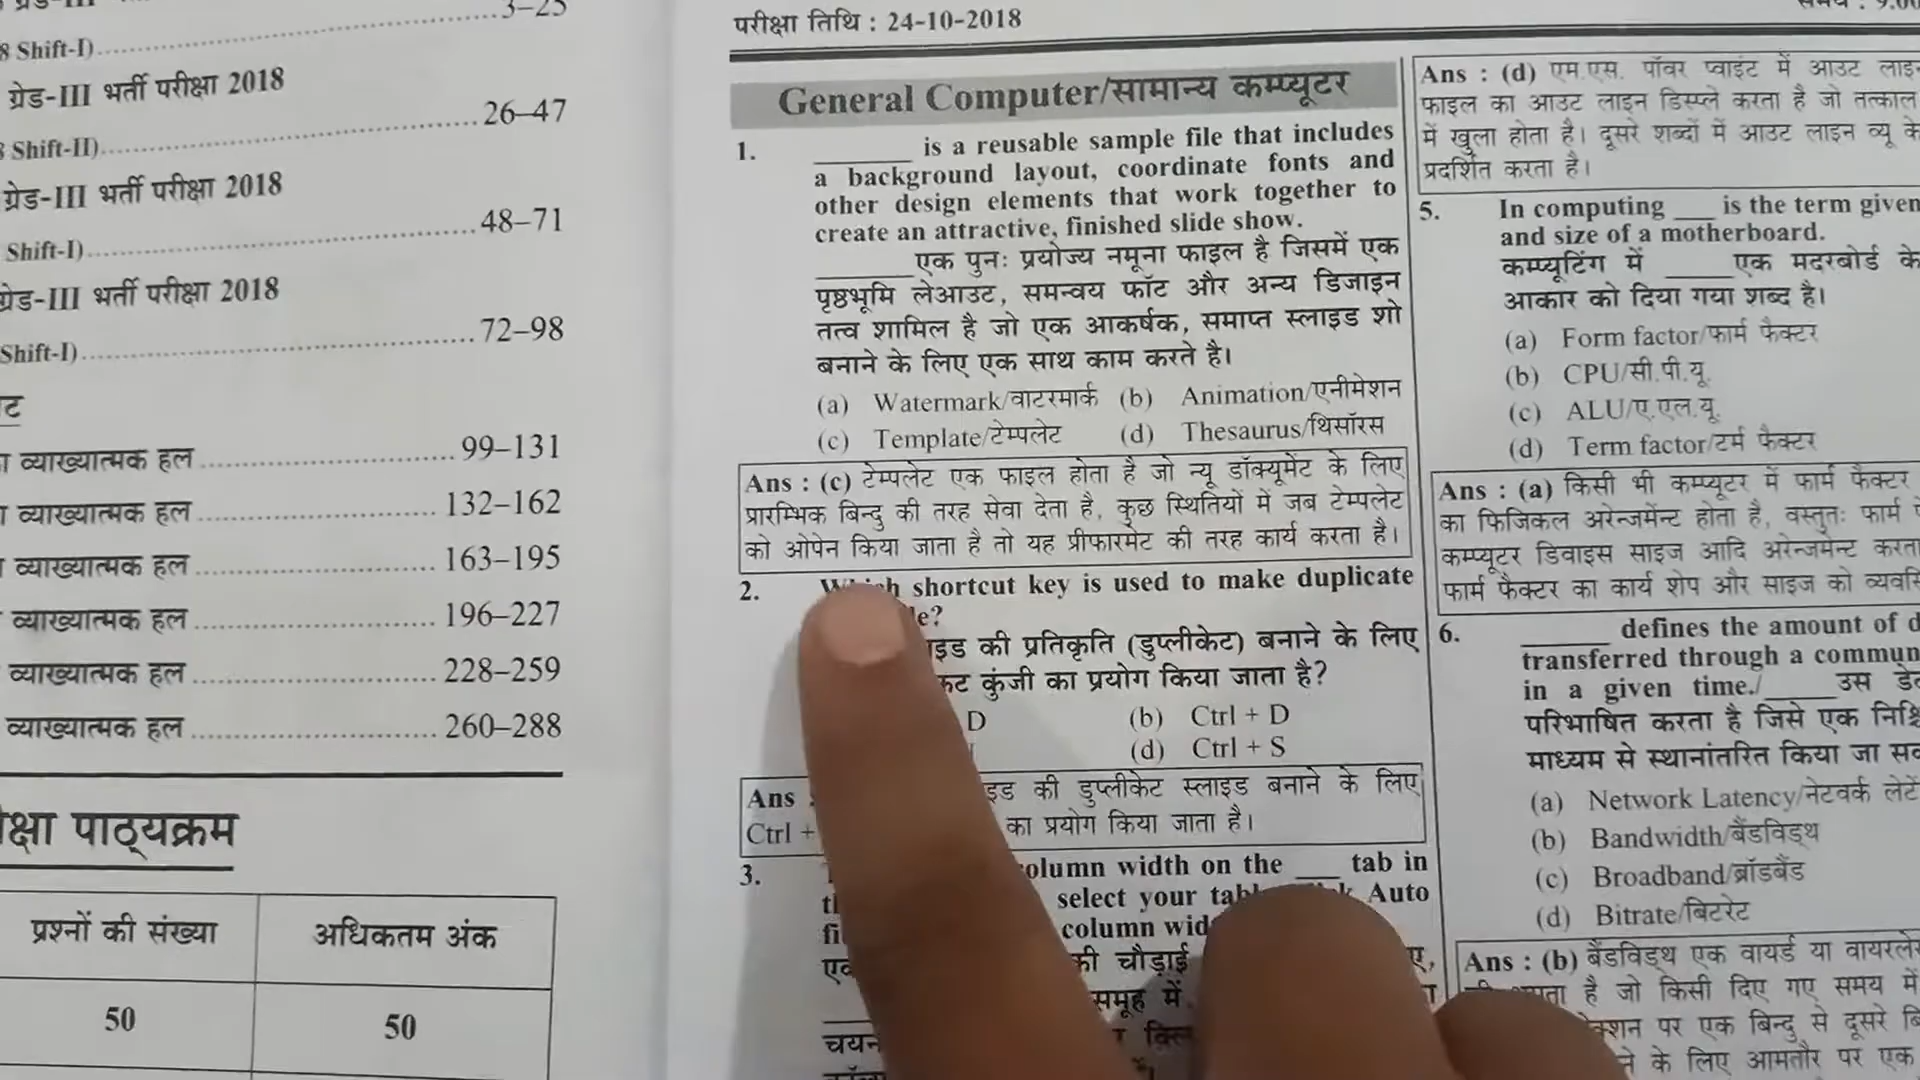 3–25
8 Shift-I)
ग्रेड-III भर्ती परीक्षा 2018
26–47
Shift-II)
ग्रेड-III भर्ती परीक्षा 2018
48–71
Shift-I)
ग्रेड-III भर्ती परीक्षा 2018
72–98
Shift-I)
व्याख्यात्मक हल 99–131
व्याख्यात्मक हल 132–162
व्याख्यात्मक हल 163–195
व्याख्यात्मक हल 196–227
व्याख्यात्मक हल 228–259
व्याख्यात्मक हल 260–288
पाठ्यक्रम
प्रश्नों की संख्या अधिकतम अंक
50 50
परीक्षा तिथि : 24-10-2018
General Computer/सामान्य कम्प्यूटर
1. ______ is a reusable sample file that includes
a background layout, coordinate fonts and
other design elements that work together to
create an attractive, finished slide show.
______एक पुनः प्रयोज्य नमूना फाइल है जिसमें एक
पृष्ठभूमि लेआउट, समन्वय फॉट और अन्य डिजाइन
तत्व शामिल है जो एक आकर्षक, समाप्त स्लाइड शो
बनाने के लिए एक साथ काम करते है।
(a) Watermark/वाटरमार्क (b) Animation/एनीमेशन
(c) Template/टेम्पलेट (d) Thesaurus/थिसॉरस
Ans : (c) टेम्पलेट एक फाइल होता है जो न्यू डॉक्यूमेंट के लिए
प्रारम्भिक बिन्दु की तरह सेवा देता है, कुछ स्थितियों में जब टेम्पलेट
को ओपेन किया जाता है तो यह प्रीफारमेट की तरह कार्य करता है।
2. Which shortcut key is used to make duplicate
की प्रतिकृति (डुप्लीकेट) बनाने के लिए
कुंजी का प्रयोग किया जाता है?
D (b) Ctrl + D
(d) Ctrl + S
Ans की डुप्लीकेट स्लाइड बनाने के लिए
Ctrl + का प्रयोग किया जाता है।
3. column width on the ___ tab in
select your Auto
column
की चौड़ाई
समूह में
Ans : (d) एम.एस. पॉवर प्वाइंट में आउट लाइन
फाइल का आउट लाइन डिस्प्ले करता है जो तत्काल
में खुला होता है। दूसरे शब्दों में आउट लाइन व्यू के
प्रदर्शित करता है।
5. In computing ___ is the term given
and size of a motherboard.
कम्प्यूटिंग में ____एक मदरबोर्ड के
आकार को दिया गया शब्द है।
(a) Form factor/फार्म फैक्टर
(b) CPU/सी.पी.यू.
(c) ALU/ए.एल.यू.
(d) Term factor/टर्म फैक्टर
Ans : (a) किसी भी कम्प्यूटर में फार्म फैक्टर
का फिजिकल अरेन्जमेन्ट होता है, वस्तुतः फार्म
कम्प्यूटर डिवाइस साइज आदि अरेन्जमेन्ट करता
फार्म फैक्टर का कार्य शेप और साइज को
6. ______ defines the amount of
transferred through a
in a given time./____उस
परिभाषित करता है जिसे एक
माध्यम से स्थानांतरित किया जा
(a) Network Latency/नेटवर्क
(b) Bandwidth/बैंडविड्थ
(c) Broadband/ब्रॉडबैंड
(d) Bitrate/बिटरेट
Ans : (b) बैंडविड्थ एक वायर्ड या
है जो किसी दिए गए समय में
पर एक बिन्दु से दूसरे
के लिए आमतौर पर एक